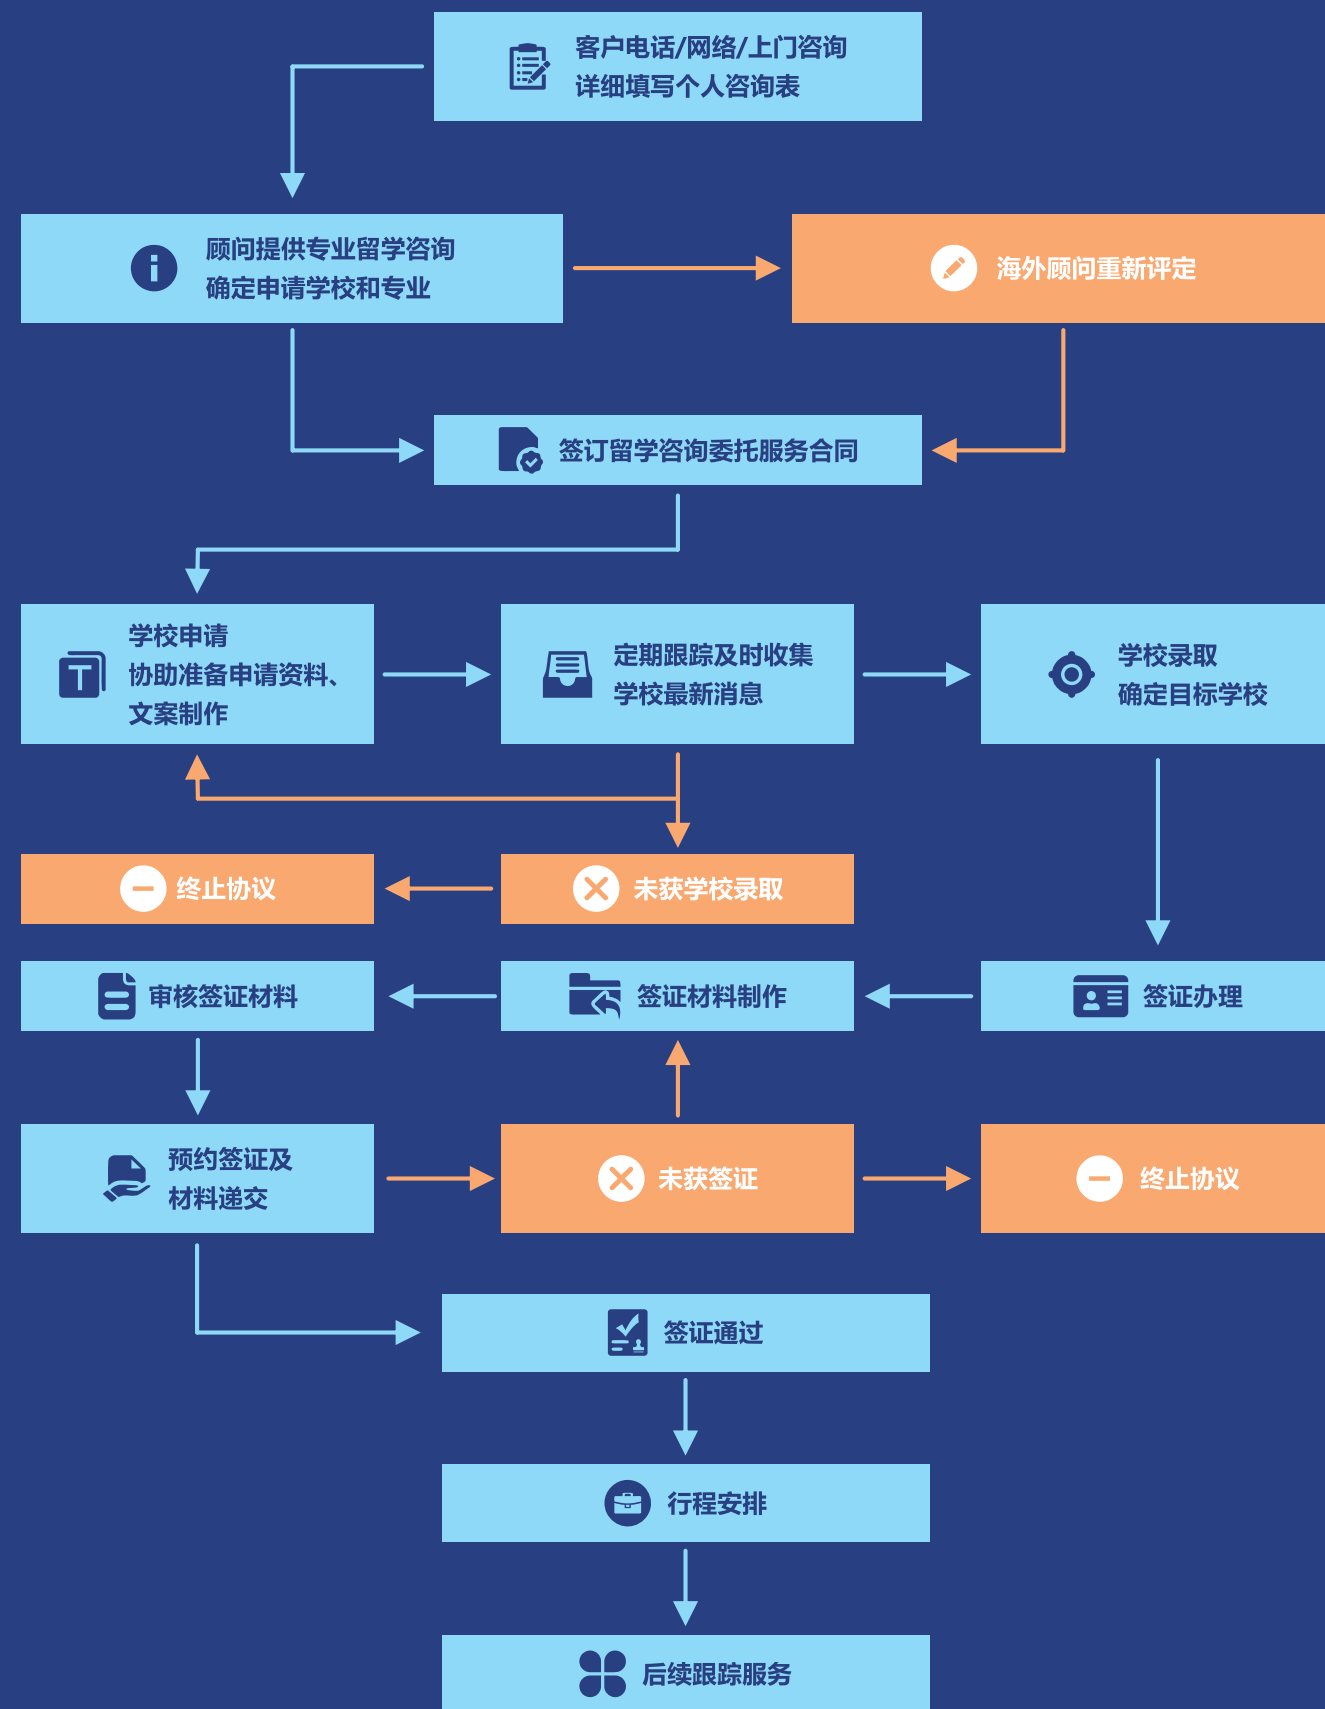 客户电话/网络/上门咨询
详细填写个人咨询表
顾问提供专业留学咨询
确定申请学校和专业
海外顾问重新评定
签订留学咨询委托服务合同
学校申请
协助准备申请资料、
文案制作
定期跟踪及时收集
学校最新消息
学校录取
确定目标学校
终止协议
未获学校录取
审核签证材料
签证材料制作
签证办理
预约签证及
材料递交
未获签证
终止协议
签证通过
行程安排
后续跟踪服务